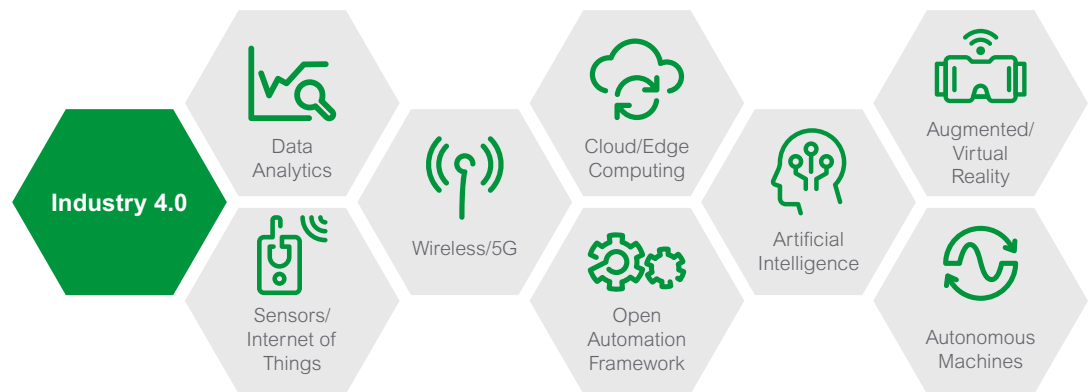 Industry 4.0
Data
Analytics
Sensors/
Internet of
Things
Wireless/5G
Cloud/Edge
Computing
Open
Automation
Framework
Artificial
Intelligence
Augmented/
Virtual
Reality
Autonomous
Machines